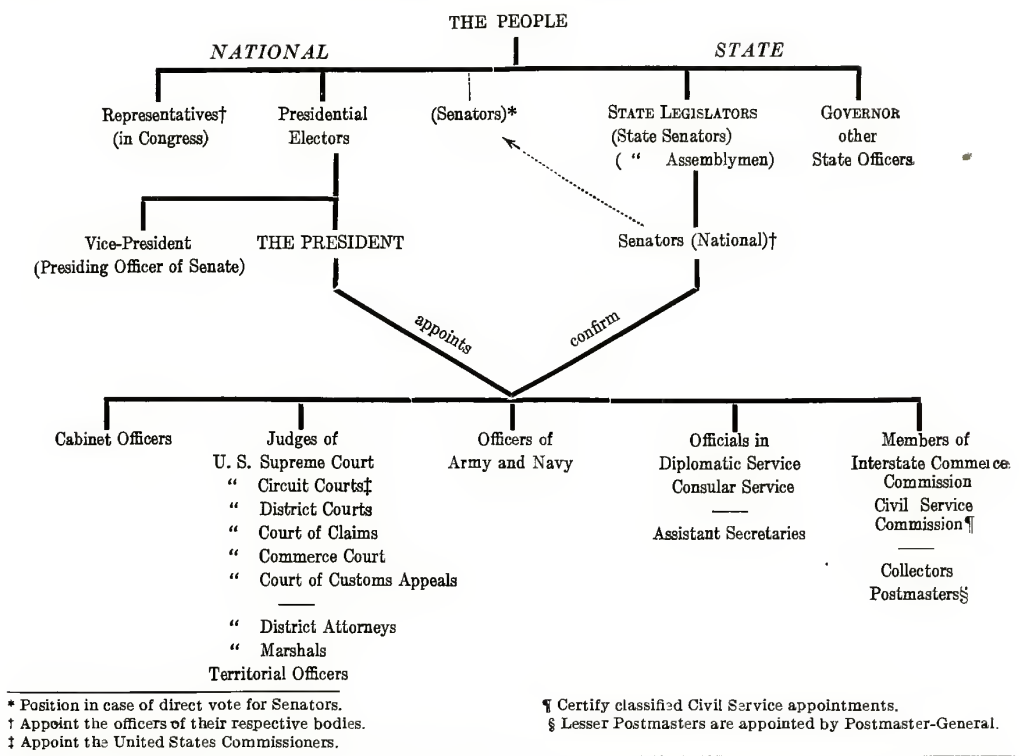 THE PEOPLE
NATIONAL
STATE
Representatives†
(in Congress)
Presidential
Electors
(Senators)*
STATE LEGISLATORS
(State Senators)
( “ Assemblymen)
GOVERNOR
other
State Officers
Vice-President
(Presiding Officer of Senate)
THE PRESIDENT
Senators (National)†
appoints
confirm
Cabinet Officers
Judges of
U. S. Supreme Court
“ Circuit Courts‡
“ District Courts
“ Court of Claims
“ Commerce Court
“ Court of Customs Appeals
“ District Attorneys
“ Marshals
Territorial Officers
Officers of
Army and Navy
Officials in
Diplomatic Service
Consular Service
Assistant Secretaries
Members of
Interstate Commerce
Commission
Civil Service
Commission¶
Collectors
Postmasters§
* Position in case of direct vote for Senators.
† Appoint the officers of their respective bodies.
‡ Appoint the United States Commissioners.
¶ Certify classified Civil Service appointments.
§ Lesser Postmasters are appointed by Postmaster-General.